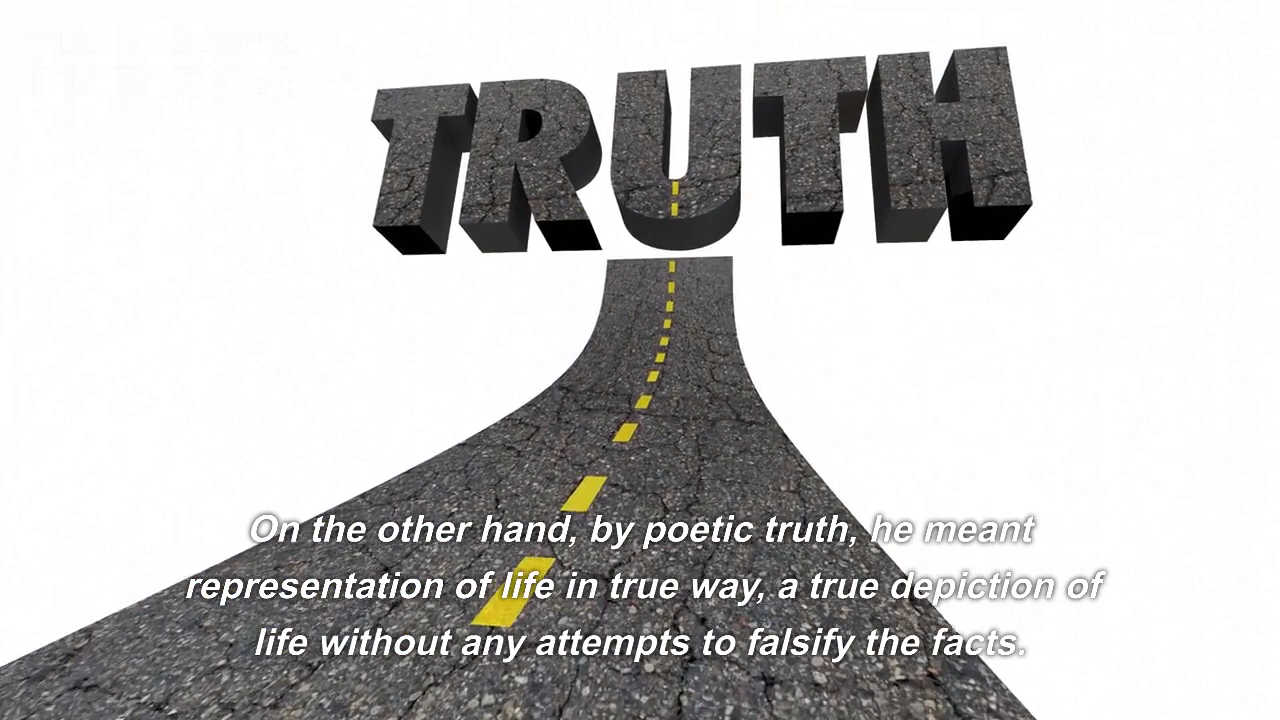 TRUTH
On the other hand, by poetic truth, he meant
representation of life in true way, a true depiction of
life without any attempts to falsify the facts.